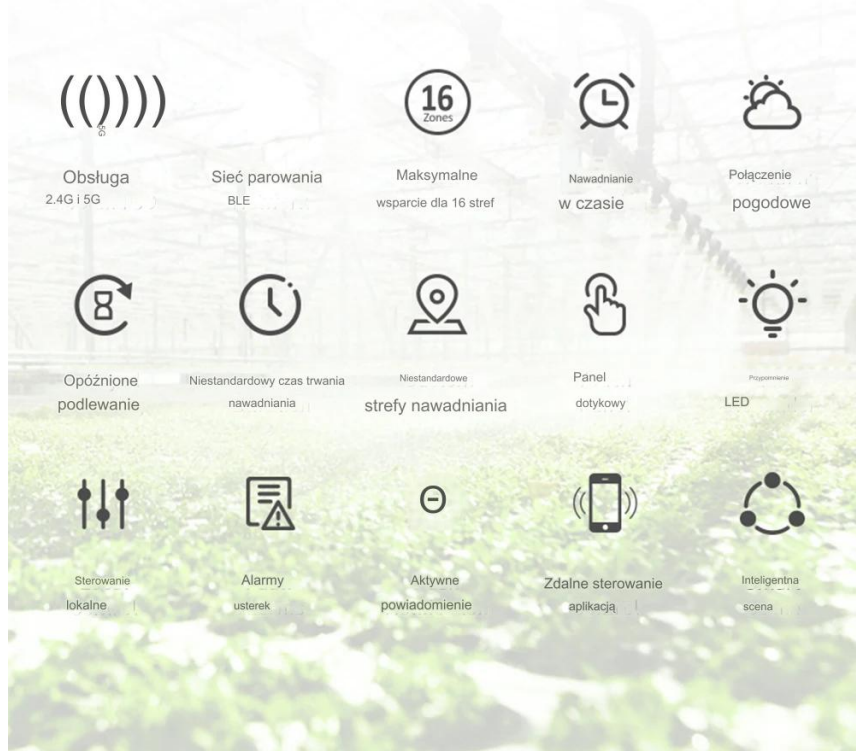 (())))
5G
16
Zones
Obsługa
2.4G i 5G
Sieć parowania
BLE
Maksymalne
wsparcie dla 16 stref
Nawadnianie
w czasie
Połączenie
pogodowe
Opóźnione
podlewanie
Niestandardowy czas trwania
nawadniania
Niestandardowe
strefy nawadniania
Panel
dotykowy
Przypomnienie
LED
Θ
Sterowanie
lokalne
Alarmy
usterek
Aktywne
powiadomienie
Zdalne sterowanie
aplikacją
Inteligentna
scena